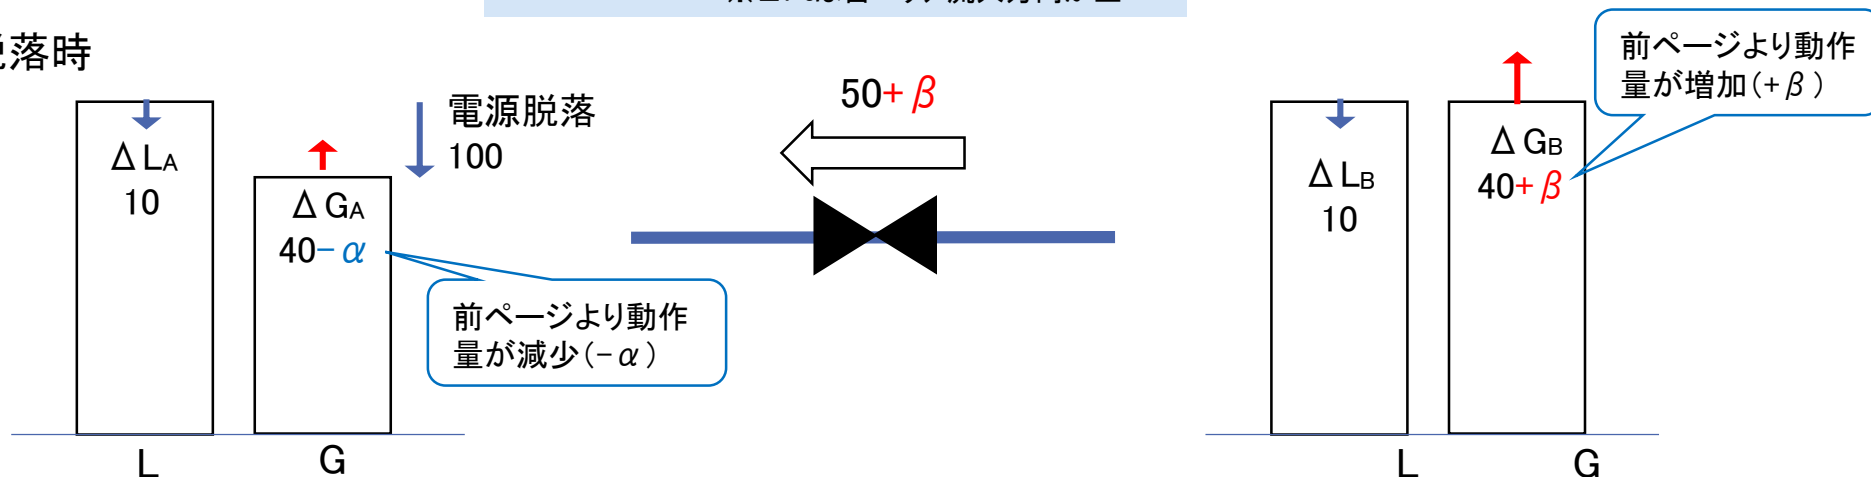 脱落時
ΔLA
10
ΔGA
40−α
電源脱落
100
前ページより動作
量が減少(−α)
50+β
ΔLB
10
ΔGB
40+β
前ページより動作
量が増加(+β)
L
G
L
G